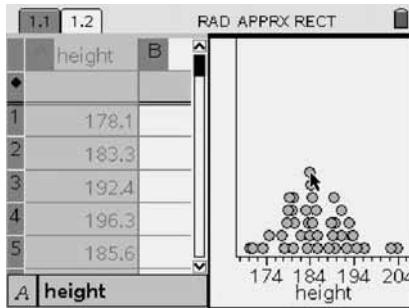 1.1 1.2 RAD APPRX RECT
A height B
◆
1 178.1
2 183.3
3 192.4
4 196.3
5 185.6
174 184 194 204
height
A height